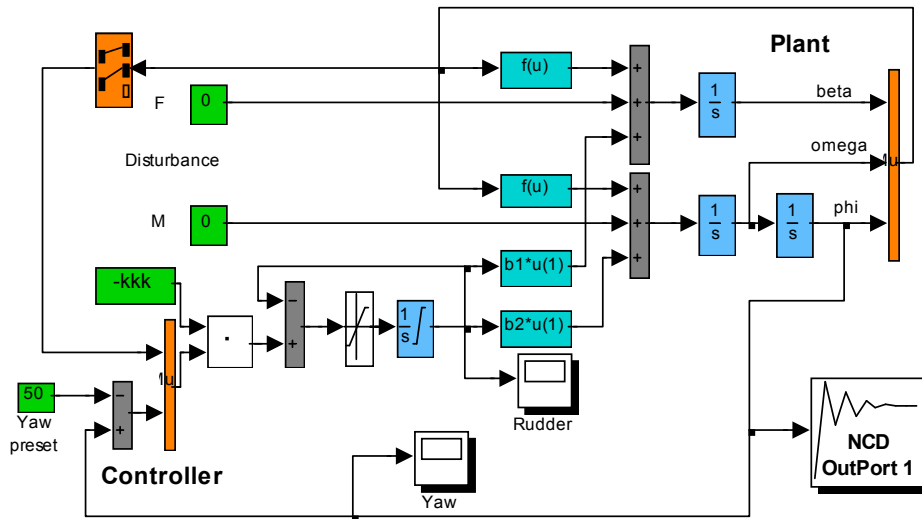 Plant
f(u)
+
F
0
+
1
s
beta
+
Disturbance
omega
f(u)
+
M
0
+
1
s
1
s
phi
+
b1*u(1)
-kkk
−
1
s
b2*u(1)
·
+
50
−
Yaw
preset
+
Rudder
Controller
Yaw
NCD
OutPort 1